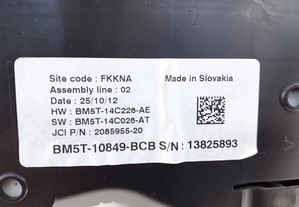 Site code : FKKNA
Made in Slovakia
Assembly line : 02
Date : 25/10/12
HW : BM5T-14C226-AE
SW : BM5T-14C026-AT
JCI P/N : 2085955-20
BM5T-10849-BCB S/N : 13825893